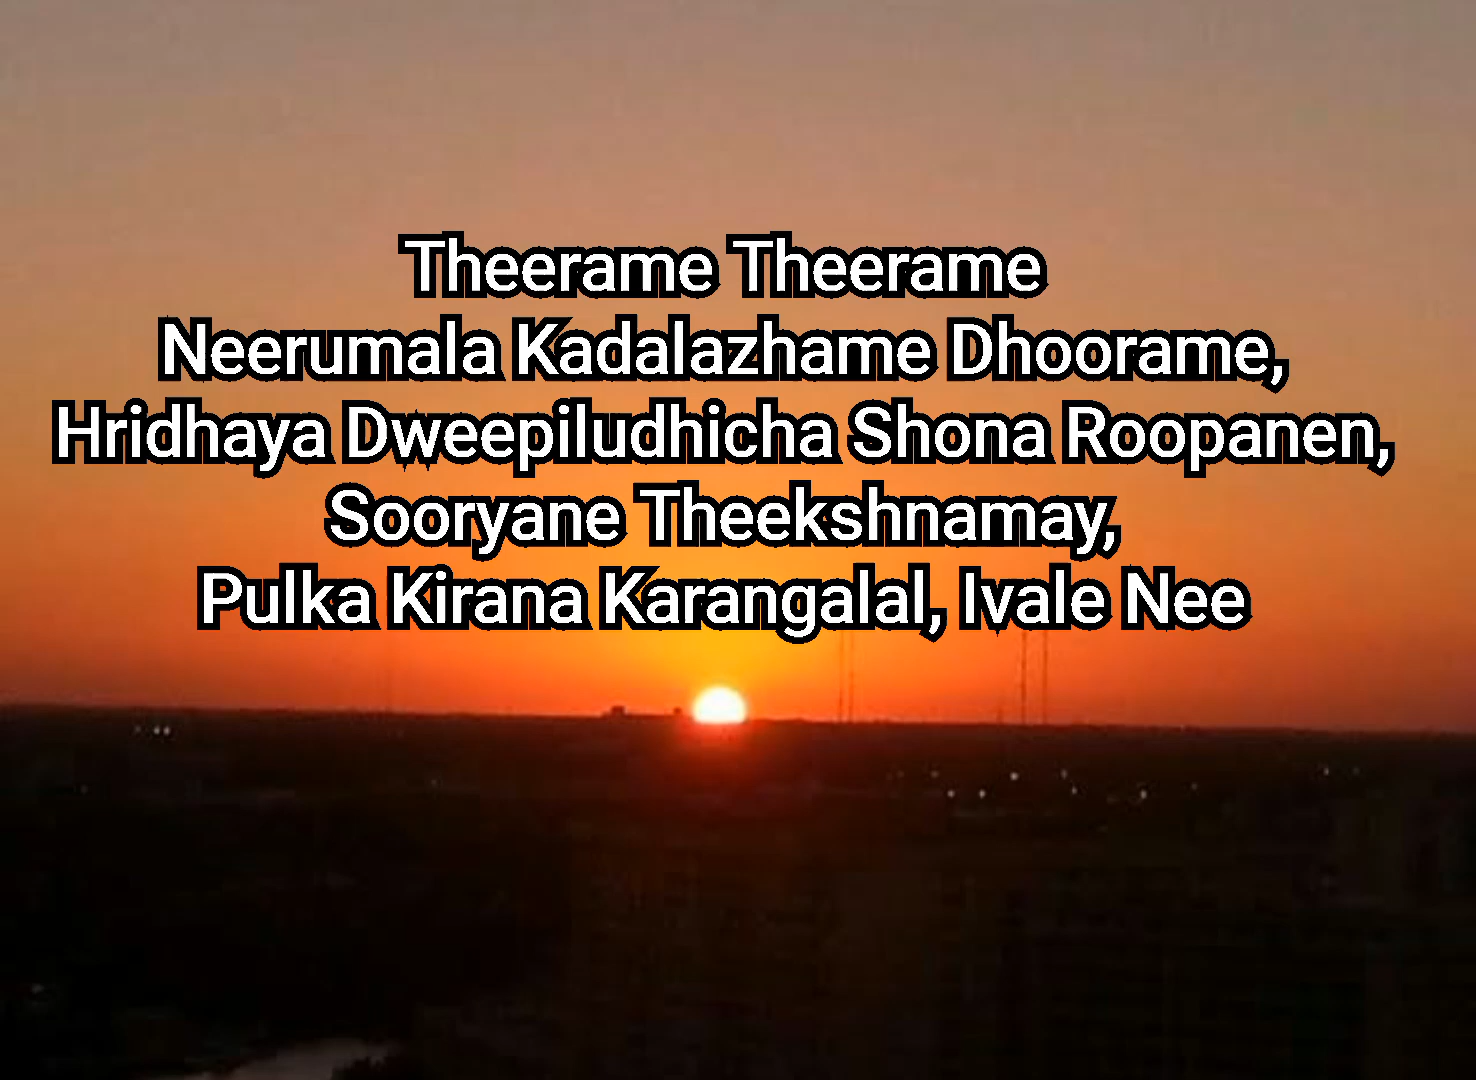 Theerame Theerame
Neerumala Kadalazhame Dhoorame,
Hridhaya Dweepiludhicha Shona Roopanen,
Sooryane Theekshnamay,
Pulka Kirana Karangalal, Ivale Nee